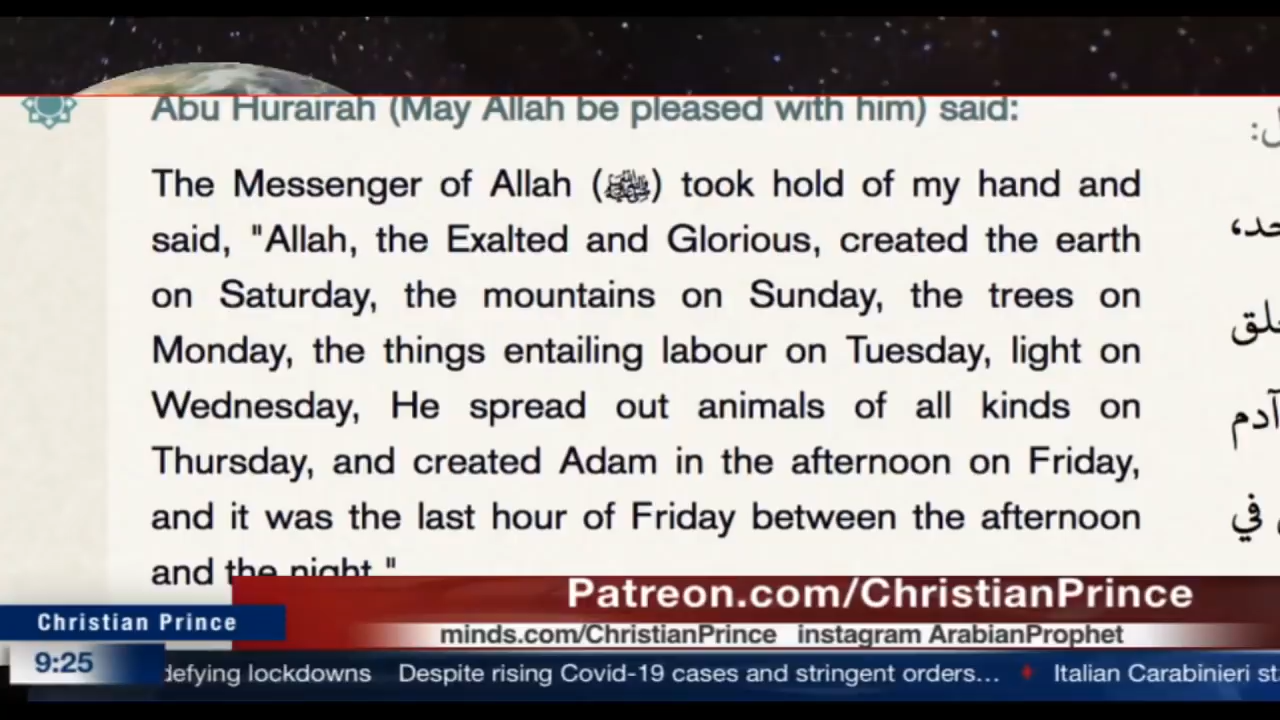 Abu Hurairah (May Allah be pleased with him) said:
The Messenger of Allah (ﷺ) took hold of my hand and
said, "Allah, the Exalted and Glorious, created the earth
on Saturday, the mountains on Sunday, the trees on
Monday, the things entailing labour on Tuesday, light on
Wednesday, He spread out animals of all kinds on
Thursday, and created Adam in the afternoon on Friday,
and it was the last hour of Friday between the afternoon
and the night."
آدم
في
Patreon.com/ChristianPrince
Christian Prince
minds.com/ChristianPrince instagram ArabianProphet
9:25
defying lockdowns Despite rising Covid-19 cases and stringent orders... Italian Carabinieri